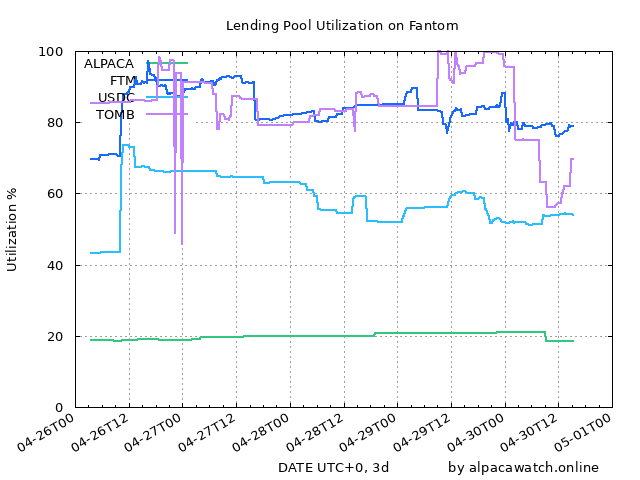 Lending Pool Utilization on Fantom
Utilization %
100
80
60
40
20
0
ALPACA
FTM
USDC
TOMB
04-26T00
04-26T12
04-27T00
04-27T12
04-28T00
04-28T12
04-29T00
04-29T12
04-30T00
04-30T12
05-01T00
DATE UTC+0, 3d
by alpacawatch.online